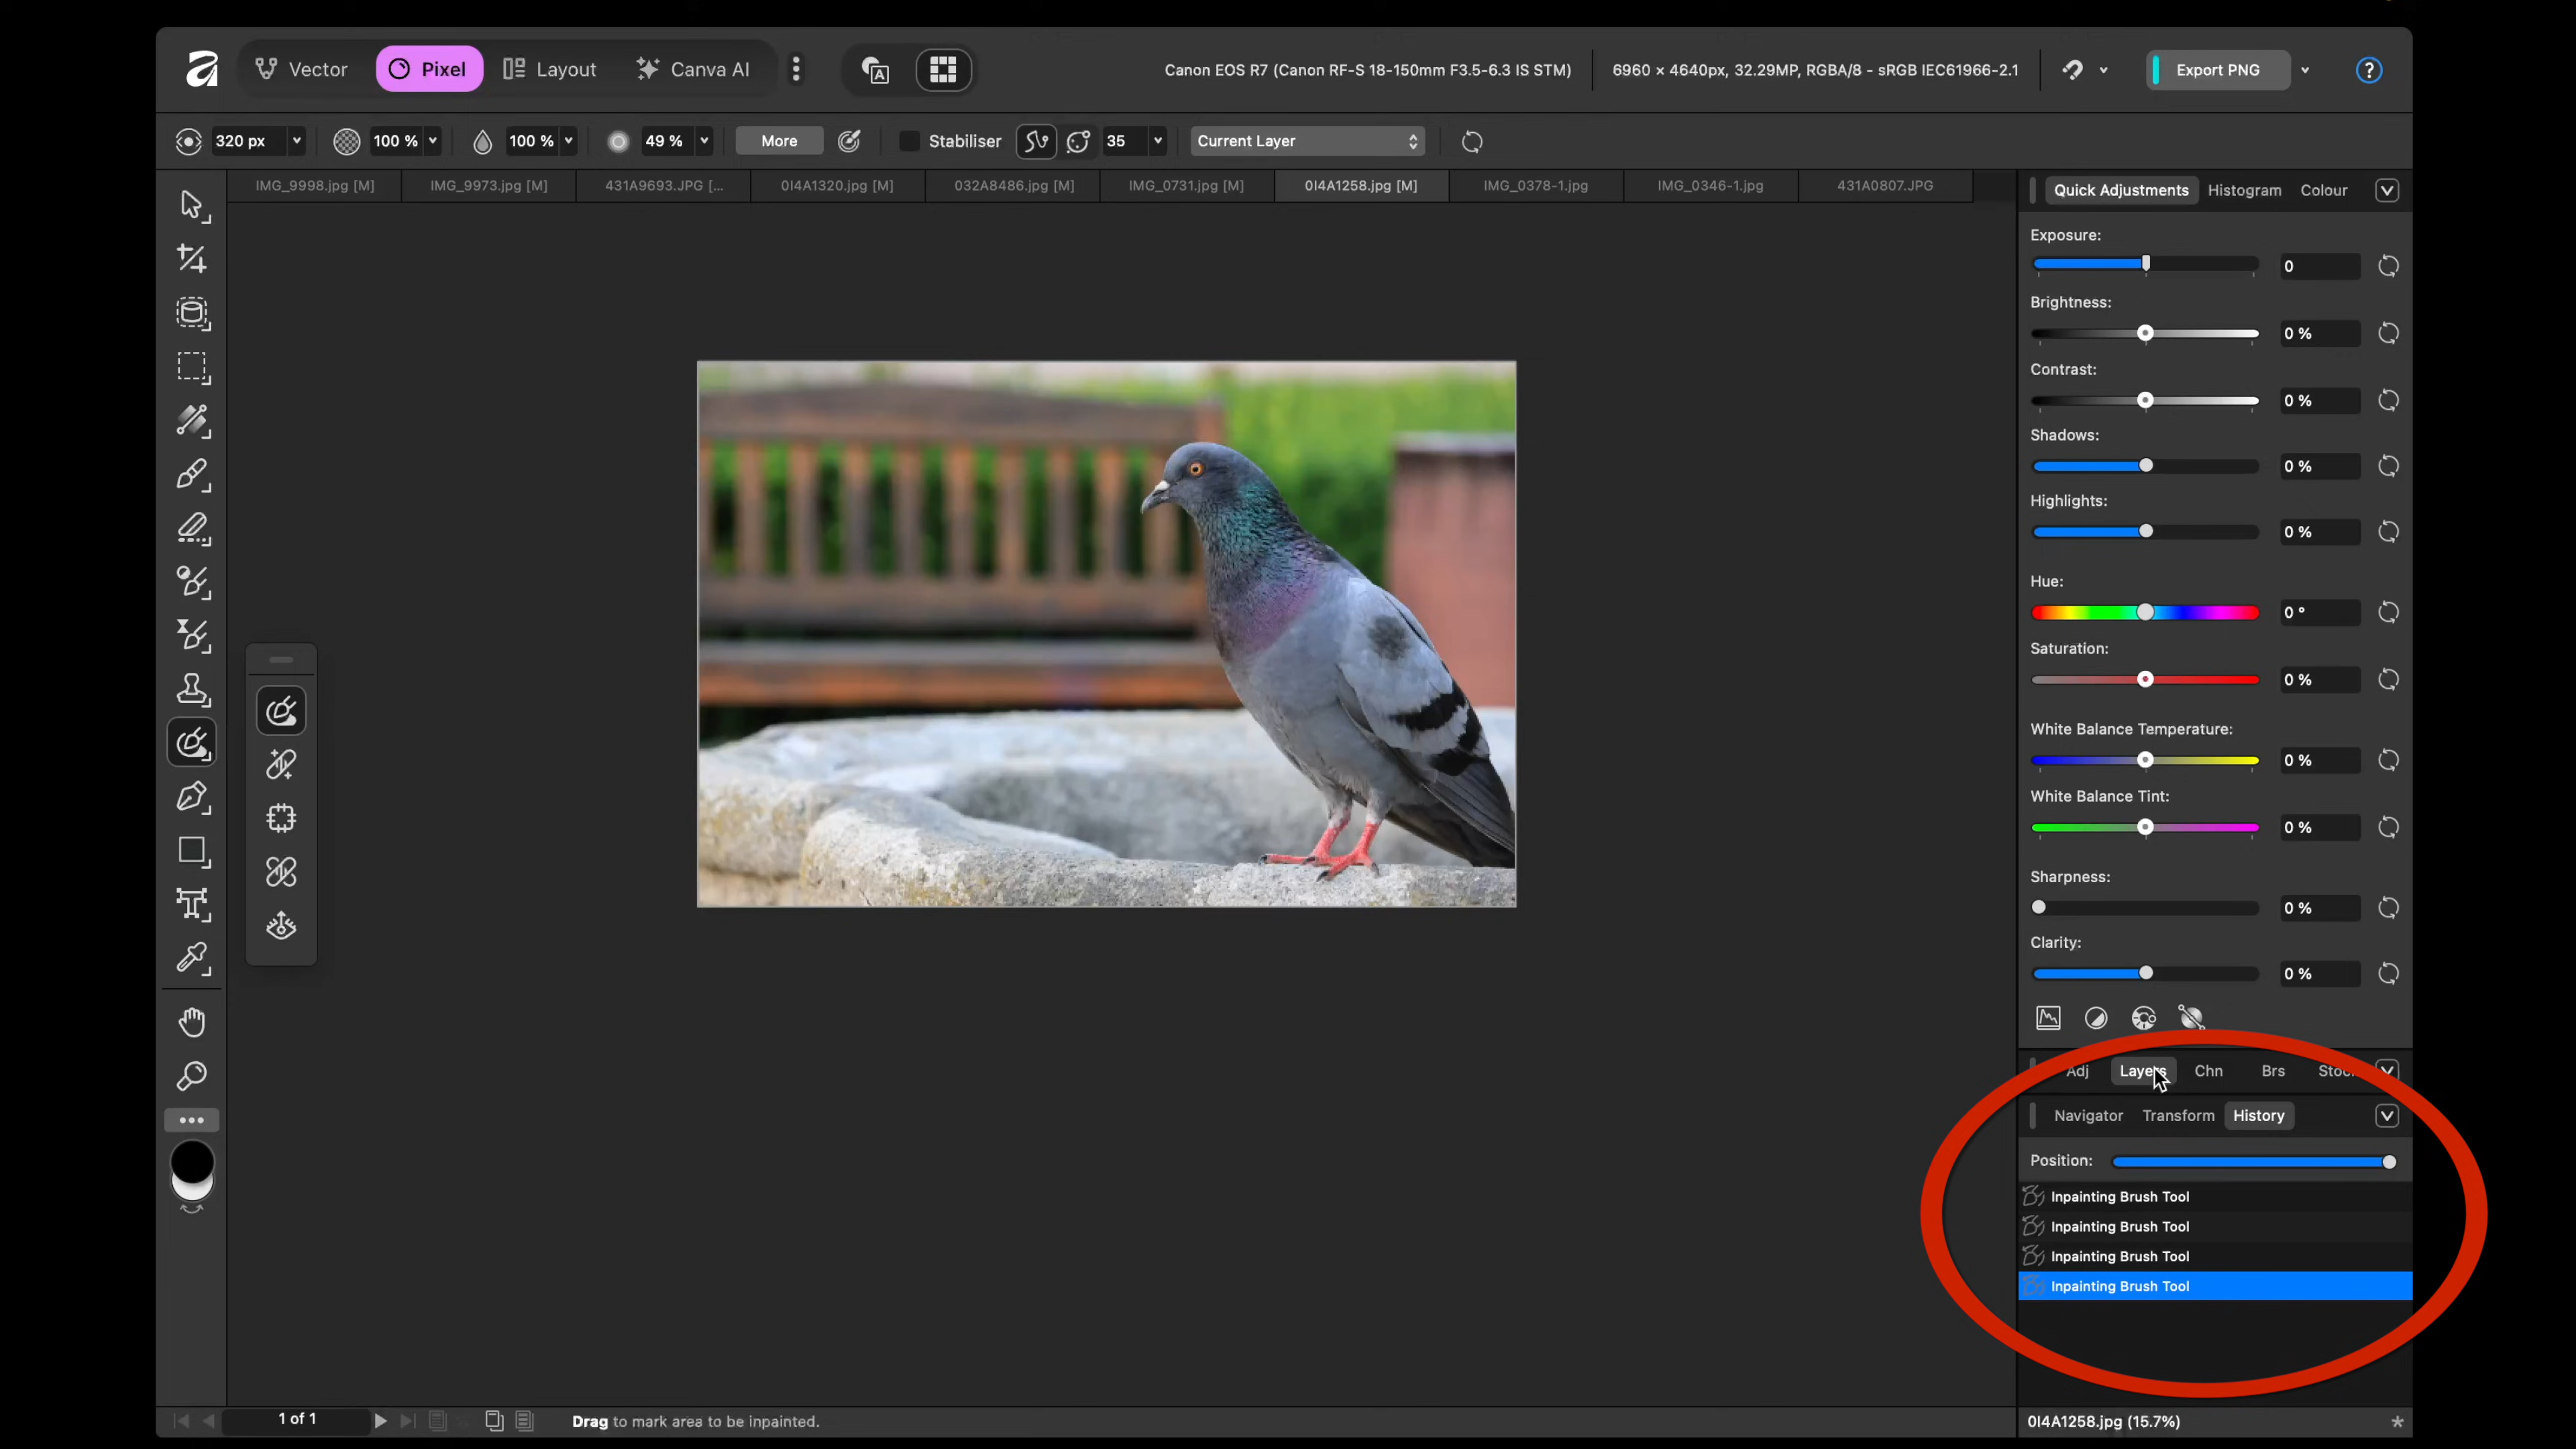 Vector Pixel Layout Canva AI Canon EOS R7 (Canon RF-S 18-150mm F3.5-6.3 IS STM) 6960 × 4640px, 32.29MP, RGBA/8 - sRGB IEC61966-2.1 Export PNG ?
320 px 100 % 100 % 49 % More Stabiliser 35 Current Layer
IMG_9998.jpg [M] IMG_9973.jpg [M] 431A9693.JPG [... 0I4A1320.jpg [M] 032A8486.jpg [M] IMG_0731.jpg [M] 0I4A1258.jpg [M] IMG_0378-1.jpg IMG_0346-1.jpg 431A0807.JPG
Quick Adjustments Histogram Colour
Exposure:
0
Brightness:
0 %
Contrast:
0 %
Shadows:
0 %
Highlights:
0 %
Hue:
0 °
Saturation:
0 %
White Balance Temperature:
0 %
White Balance Tint:
0 %
Sharpness:
0 %
Clarity:
0 %
Adj Layers Chn Brs Stock
Navigator Transform History
Position:
Inpainting Brush Tool
Inpainting Brush Tool
Inpainting Brush Tool
Inpainting Brush Tool
1 of 1 Drag to mark area to be inpainted. 0I4A1258.jpg (15.7%) *